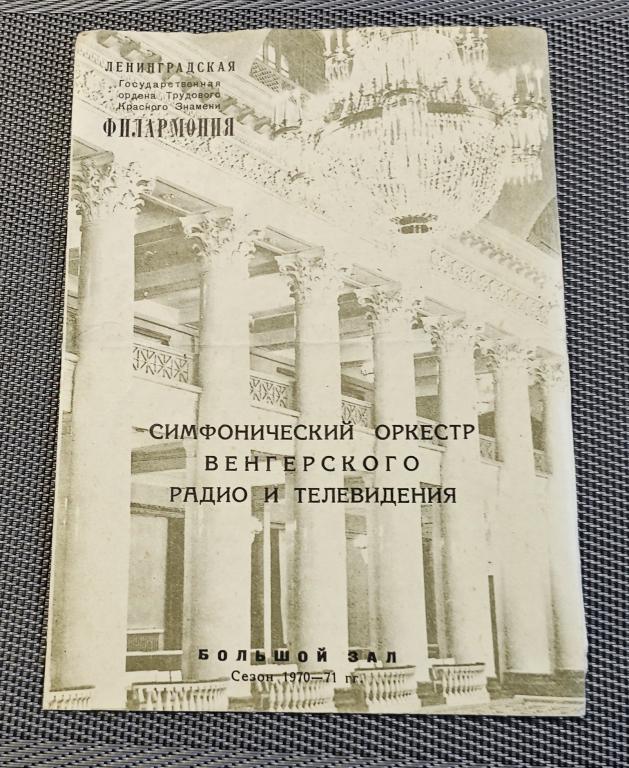 ЛЕНИНГРАДСКАЯ
Государственная
ордена Трудового
Красного Знамени
ФИЛАРМОНИЯ
СИМФОНИЧЕСКИЙ ОРКЕСТР
ВЕНГЕРСКОГО
РАДИО И ТЕЛЕВИДЕНИЯ
БОЛЬШОЙ ЗАЛ
Сезон 1970—71 гг.